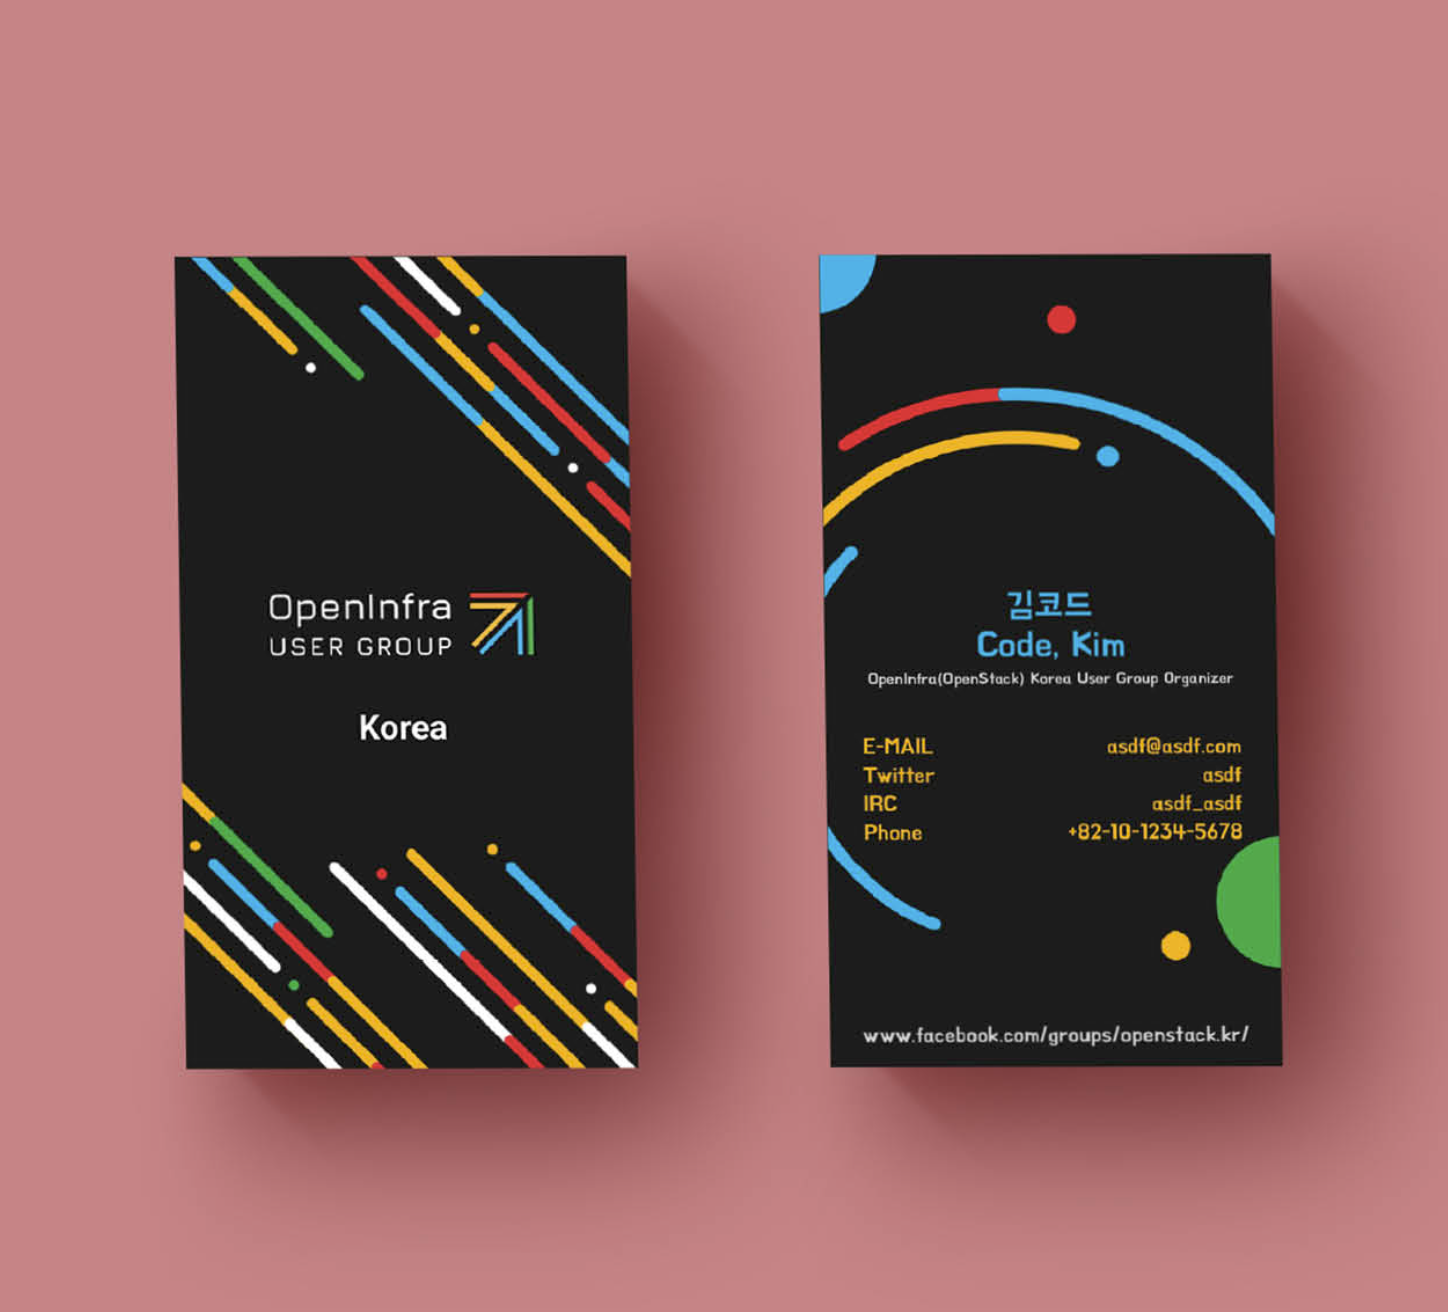 OpenInfra
USER GROUP
Korea
김코드
Code, Kim
OpenInfra(OpenStack) Korea User Group Organizer
E-MAIL asdf@asdf.com
Twitter asdf
IRC asdf_asdf
Phone +82-10-1234-5678
www.facebook.com/groups/openstack.kr/